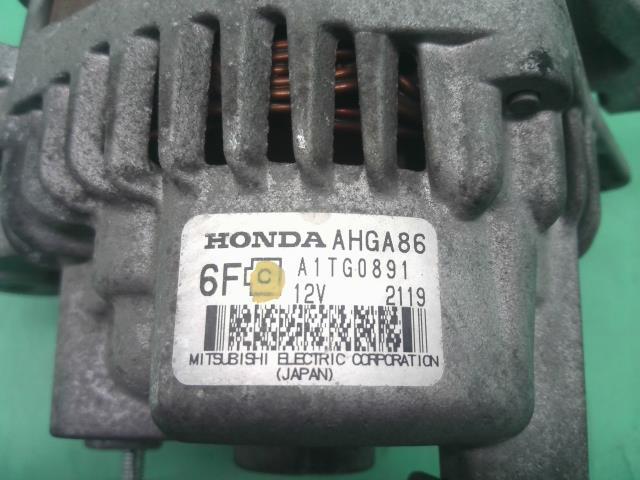 HONDA AHGA86
6F C A1TG0891
12V 2119
MITSUBISHI ELECTRIC CORPORATION
(JAPAN)